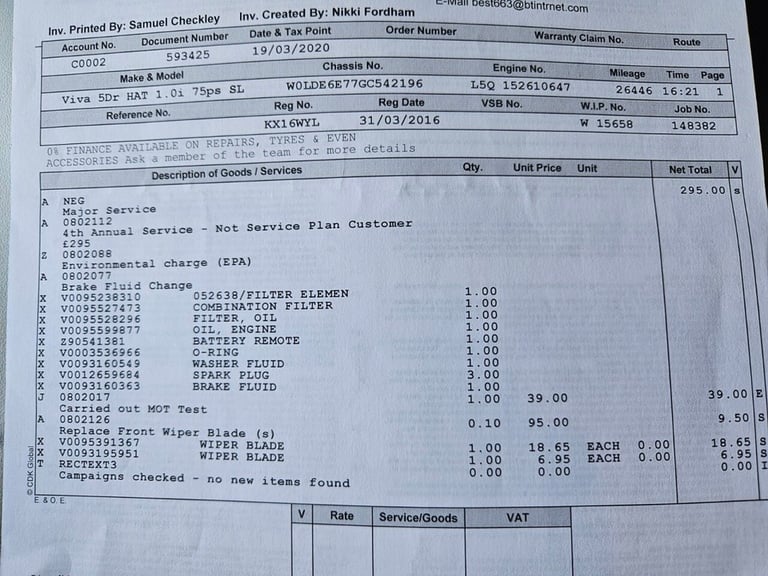 E-Mail best663@btintrnet.com
Inv. Printed By: Samuel Checkley Inv. Created By: Nikki Fordham
Account No. Document Number Date & Tax Point Order Number Warranty Claim No. Route
C0002 593425 19/03/2020
Make & Model Chassis No. Engine No. Mileage Time Page
Viva 5Dr HAT 1.0i 75ps SL W0LDE6E77GC542196 L5Q 152610647 26446 16:21 1
Reference No. Reg No. Reg Date VSB No. W.I.P. No. Job No.
KX16WYL 31/03/2016 W 15658 148382
0% FINANCE AVAILABLE ON REPAIRS, TYRES & EVEN
ACCESSORIES Ask a member of the team for more details
Description of Goods / Services Qty. Unit Price Unit Net Total V
A NEG 295.00 s
Major Service
A 0802112
4th Annual Service - Not Service Plan Customer
£295
Z 0802088
Environmental charge (EPA)
A 0802077
Brake Fluid Change
X V0095238310 052638/FILTER ELEMEN 1.00
X V0095527473 COMBINATION FILTER 1.00
X V0095528296 FILTER, OIL 1.00
X V0095599877 OIL, ENGINE 1.00
X Z90541381 BATTERY REMOTE 1.00
X V0003536966 O-RING 1.00
X V0093160549 WASHER FLUID 1.00
X V0012659684 SPARK PLUG 3.00
X V0093160363 BRAKE FLUID 1.00
J 0802017 1.00 39.00 39.00 E
Carried out MOT Test
A 0802126 0.10 95.00 9.50 S
Replace Front Wiper Blade (s)
X V0095391367 WIPER BLADE 1.00 18.65 EACH 0.00 18.65 S
X V0093195951 WIPER BLADE 1.00 6.95 EACH 0.00 6.95 S
T RECTEXT3 0.00 0.00 0.00 I
Campaigns checked - no new items found
© CDK Global
E & O E.
V Rate Service/Goods VAT